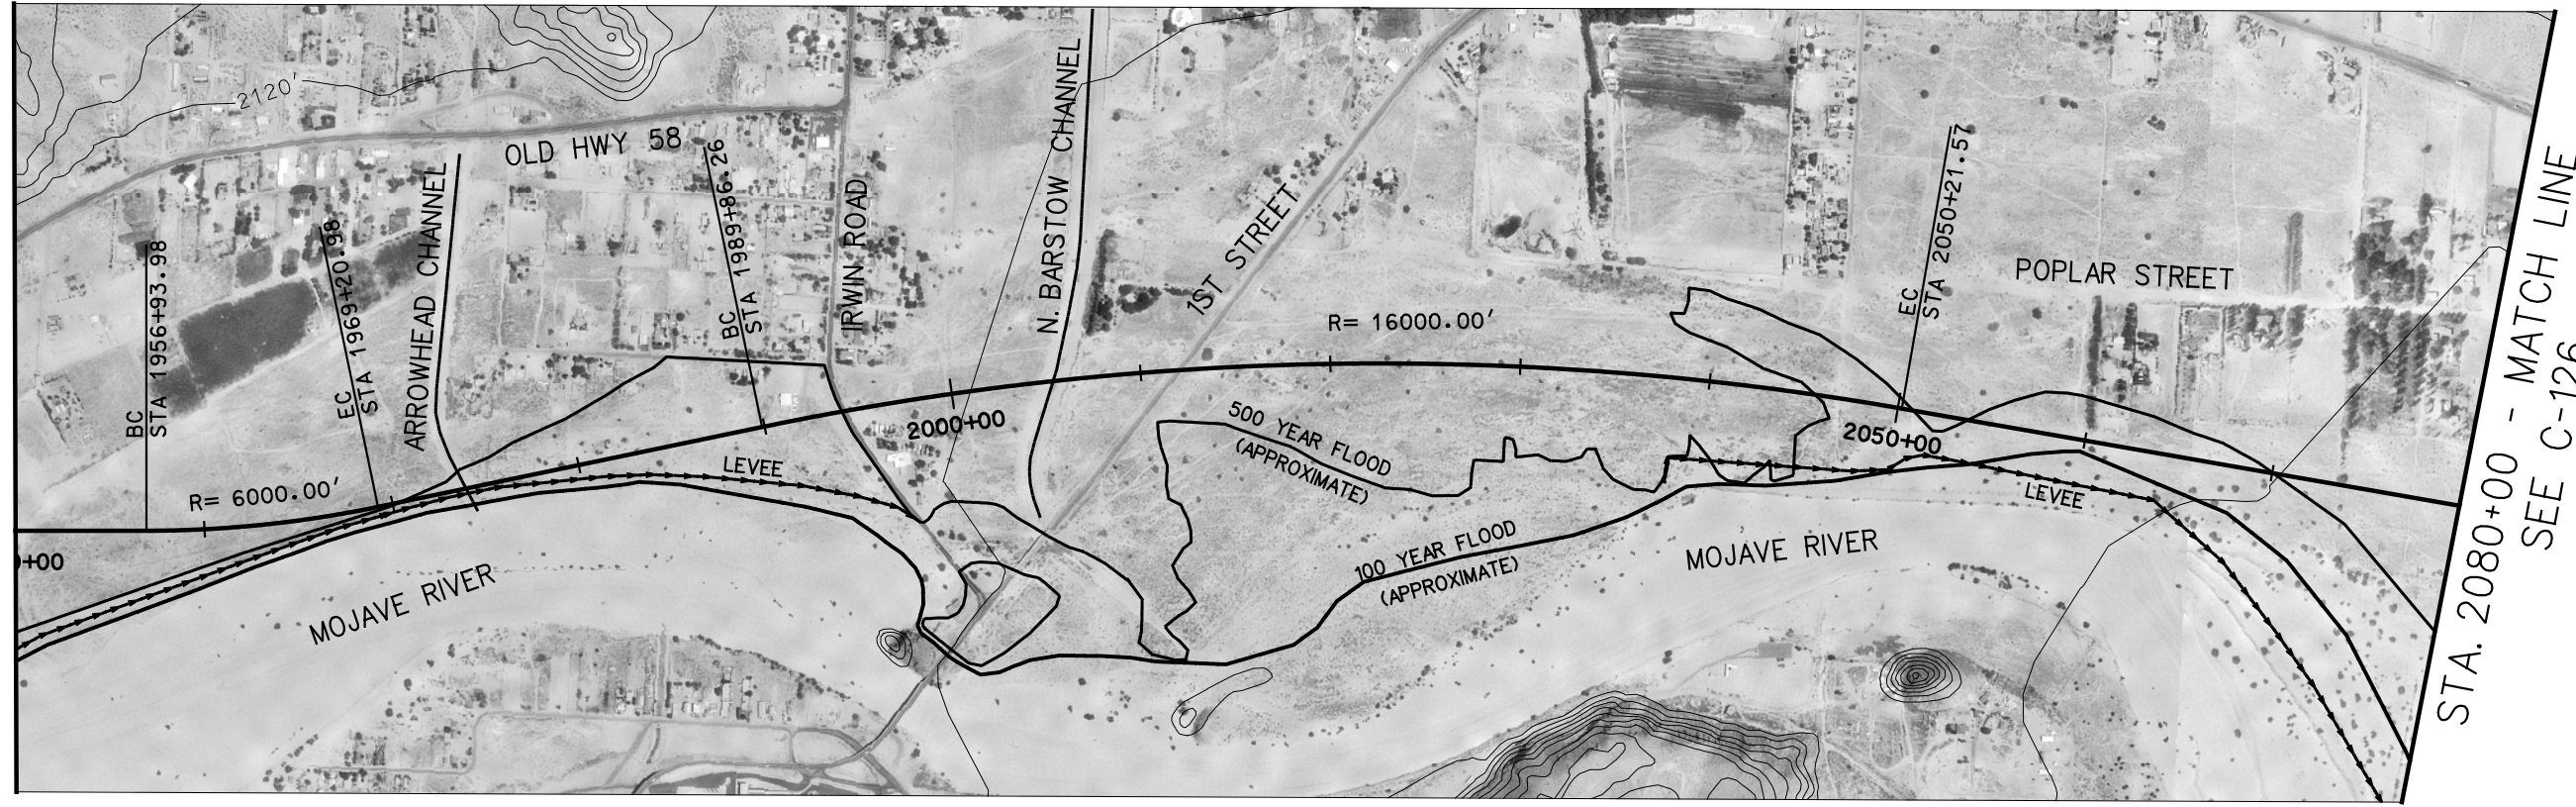 2120'
OLD HWY 58
ARROWHEAD CHANNEL
IRWIN ROAD
N. BARSTOW CHANNEL
1ST STREET
POPLAR STREET
BC
STA 1956+93.98
EC
STA 1969+20.98
BC
STA 1989+86.26
EC
STA 2050+21.57
R= 6000.00'
R= 16000.00'
+00
2000+00
2050+00
LEVEE
LEVEE
500 YEAR FLOOD
(APPROXIMATE)
100 YEAR FLOOD
(APPROXIMATE)
MOJAVE RIVER
MOJAVE RIVER
STA. 2080+00 - MATCH LINE
SEE C-126